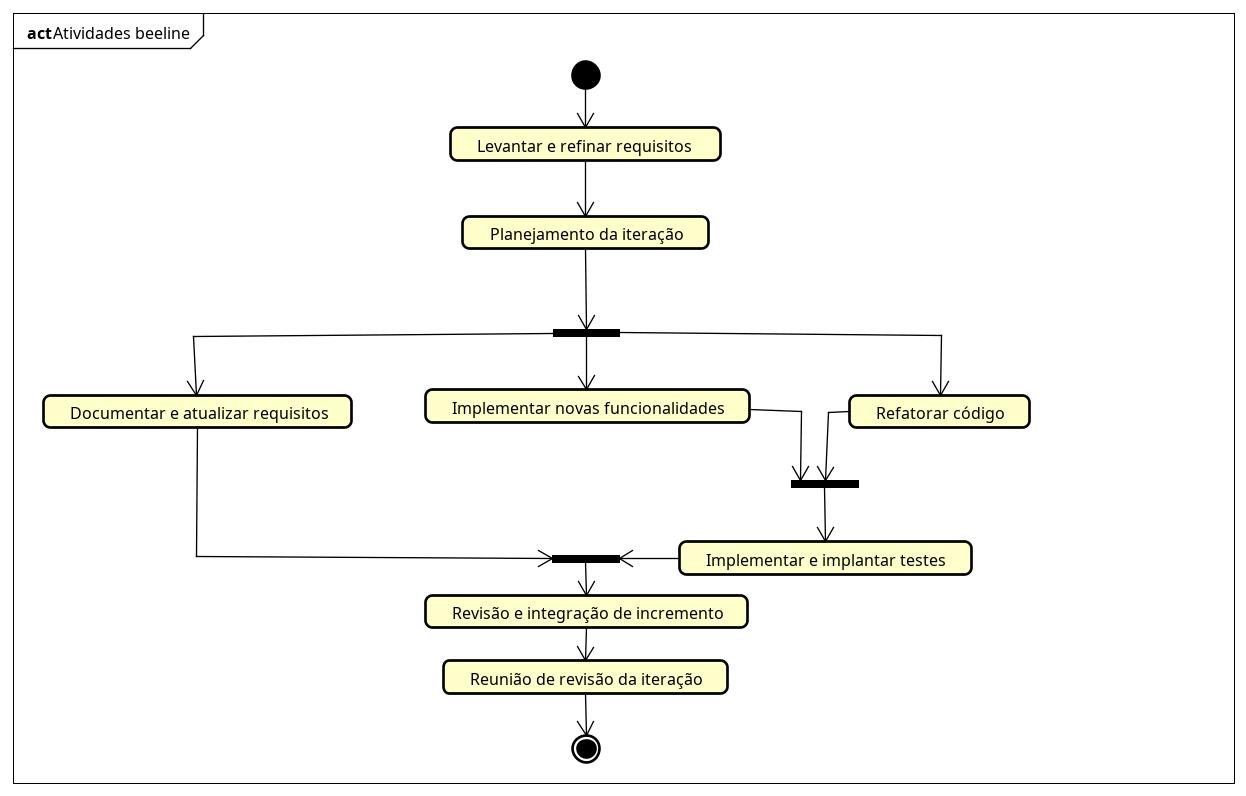 act Atividades beeline
Levantar e refinar requisitos
Planejamento da iteração
Documentar e atualizar requisitos
Implementar novas funcionalidades
Refatorar código
Implementar e implantar testes
Revisão e integração de incremento
Reunião de revisão da iteração